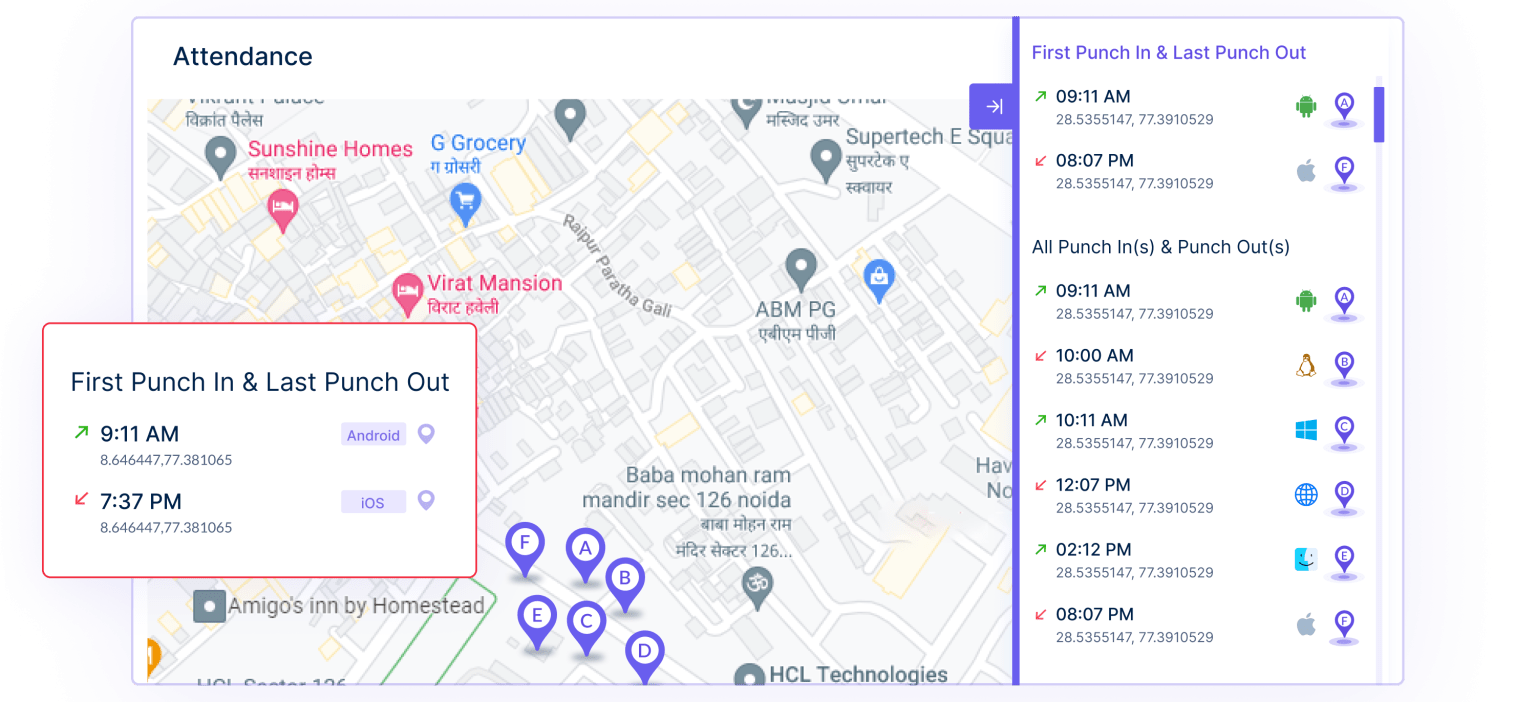 Attendance
Vikrant Palace
विक्रांत पैलेस
Sunshine Homes
सनशाइन होम्स
G Grocery
ग ग्रोसरी
Masjid Umar
मस्जिद उमर
Supertech E Squa
सुपरटेक ए
स्क्वायर
Raipur Paratha Gali
Virat Mansion
विराट हवेली
ABM PG
एबीएम पीजी
Baba mohan ram
mandir sec 126 noida
बाबा मोहन राम
मंदिर सेक्टर 126...
ॐ
Hav
No
F
A
B
E
C
D
Amigo's inn by Homestead
HCL Sector 126
HCL Technologies
First Punch In & Last Punch Out
9:11 AM
Android
8.646447,77.381065
7:37 PM
iOS
8.646447,77.381065
First Punch In & Last Punch Out
09:11 AM
A
28.5355147, 77.3910529
08:07 PM
F
28.5355147, 77.3910529
All Punch In(s) & Punch Out(s)
09:11 AM
A
28.5355147, 77.3910529
10:00 AM
B
28.5355147, 77.3910529
10:11 AM
C
28.5355147, 77.3910529
12:07 PM
D
28.5355147, 77.3910529
02:12 PM
E
28.5355147, 77.3910529
08:07 PM
F
28.5355147, 77.3910529